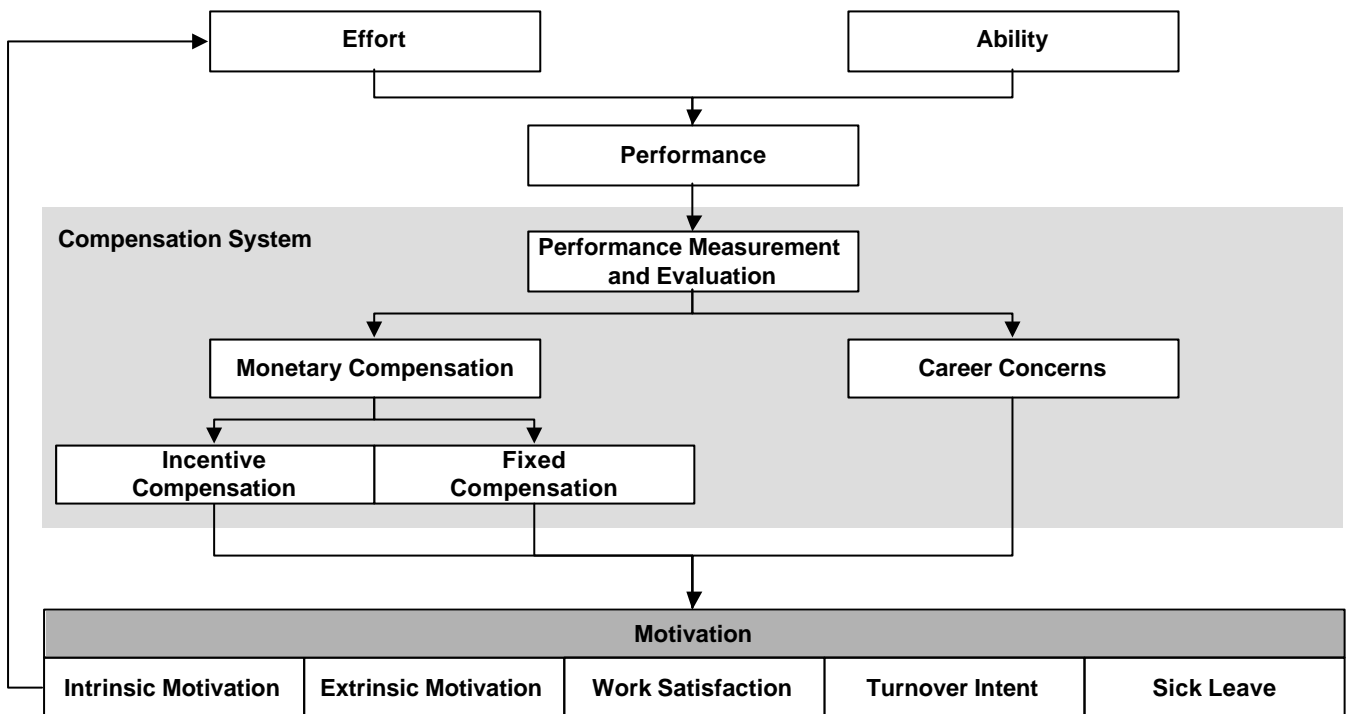 Effort
Ability
Performance
Compensation System
Performance Measurement
and Evaluation
Monetary Compensation
Career Concerns
Incentive
Compensation
Fixed
Compensation
Motivation
Intrinsic Motivation
Extrinsic Motivation
Work Satisfaction
Turnover Intent
Sick Leave